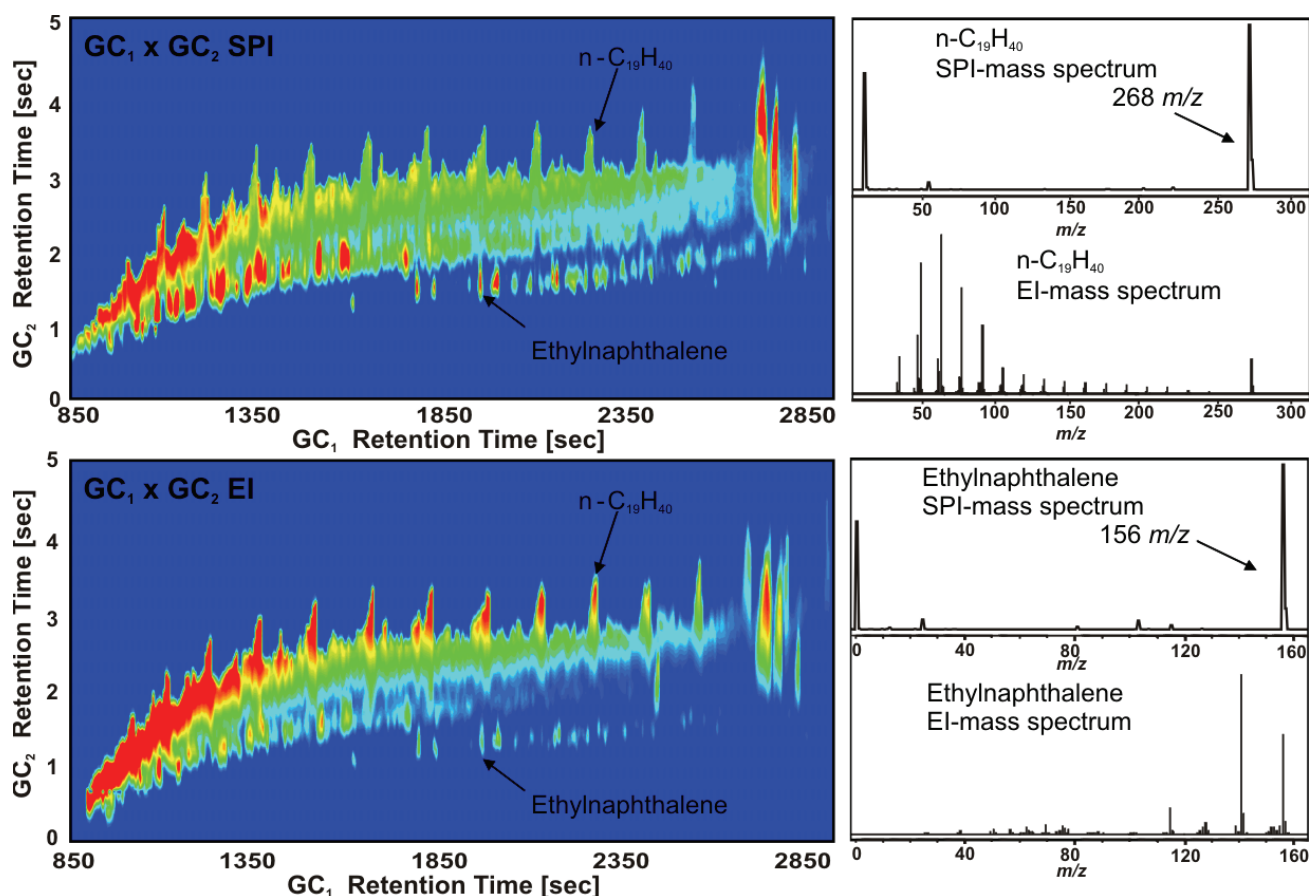 GC₁ x GC₂ SPI
n-C₁₉H₄₀
Ethylnaphthalene
GC₂ Retention Time [sec]
5
4
3
2
1
0
850 1350 1850 2350 2850
GC₁ Retention Time [sec]
n-C₁₉H₄₀
SPI-mass spectrum
268 m/z
50 100 150 200 250 300
m/z
n-C₁₉H₄₀
EI-mass spectrum
50 100 150 200 250 300
m/z
GC₁ x GC₂ EI
n-C₁₉H₄₀
Ethylnaphthalene
GC₂ Retention Time [sec]
5
4
3
2
1
0
850 1350 1850 2350 2850
GC₁ Retention Time [sec]
Ethylnaphthalene
SPI-mass spectrum
156 m/z
0 40 80 120 160
m/z
Ethylnaphthalene
EI-mass spectrum
0 40 80 120 160
m/z